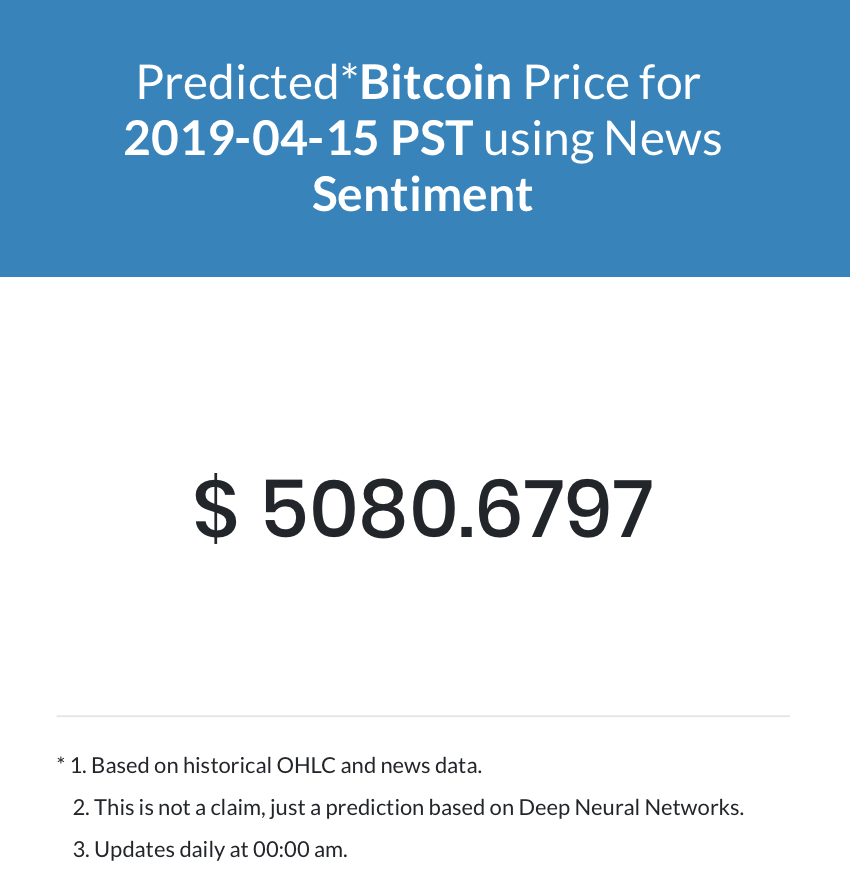 Predicted*Bitcoin Price for
2019-04-15 PST using News
Sentiment
$ 5080.6797
* 1. Based on historical OHLC and news data.
2. This is not a claim, just a prediction based on Deep Neural Networks.
3. Updates daily at 00:00 am.